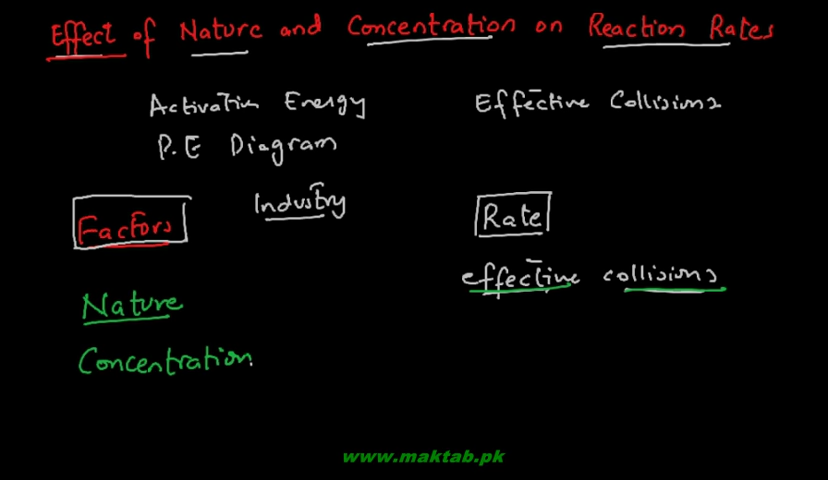 Effect of Nature and Concentration on Reaction Rates
Activation Energy Effective Collisions
P.E Diagram
Factors Industry Rate
effective collisions
Nature
Concentration
www.maktab.pk